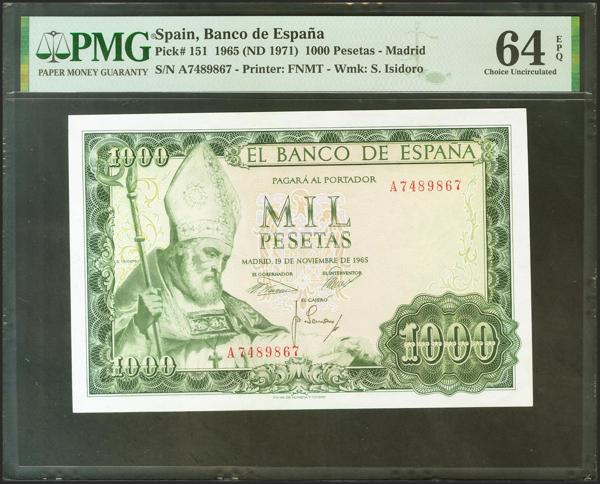 PMG
PAPER MONEY GUARANTY
Spain, Banco de España
Pick# 151 1965 (ND 1971) 1000 Pesetas - Madrid
S/N A7489867 - Printer: FNMT - Wmk: S. Isidoro
64 EPQ
Choice Uncirculated
1000
EL BANCO DE ESPAÑA
PAGARÁ AL PORTADOR
A7489867
MIL
PESETAS
MADRID, 19 DE NOVIEMBRE DE 1965
EL GOBERNADOR
EL INTERVENTOR
EL CAJERO
A7489867
1000
1000